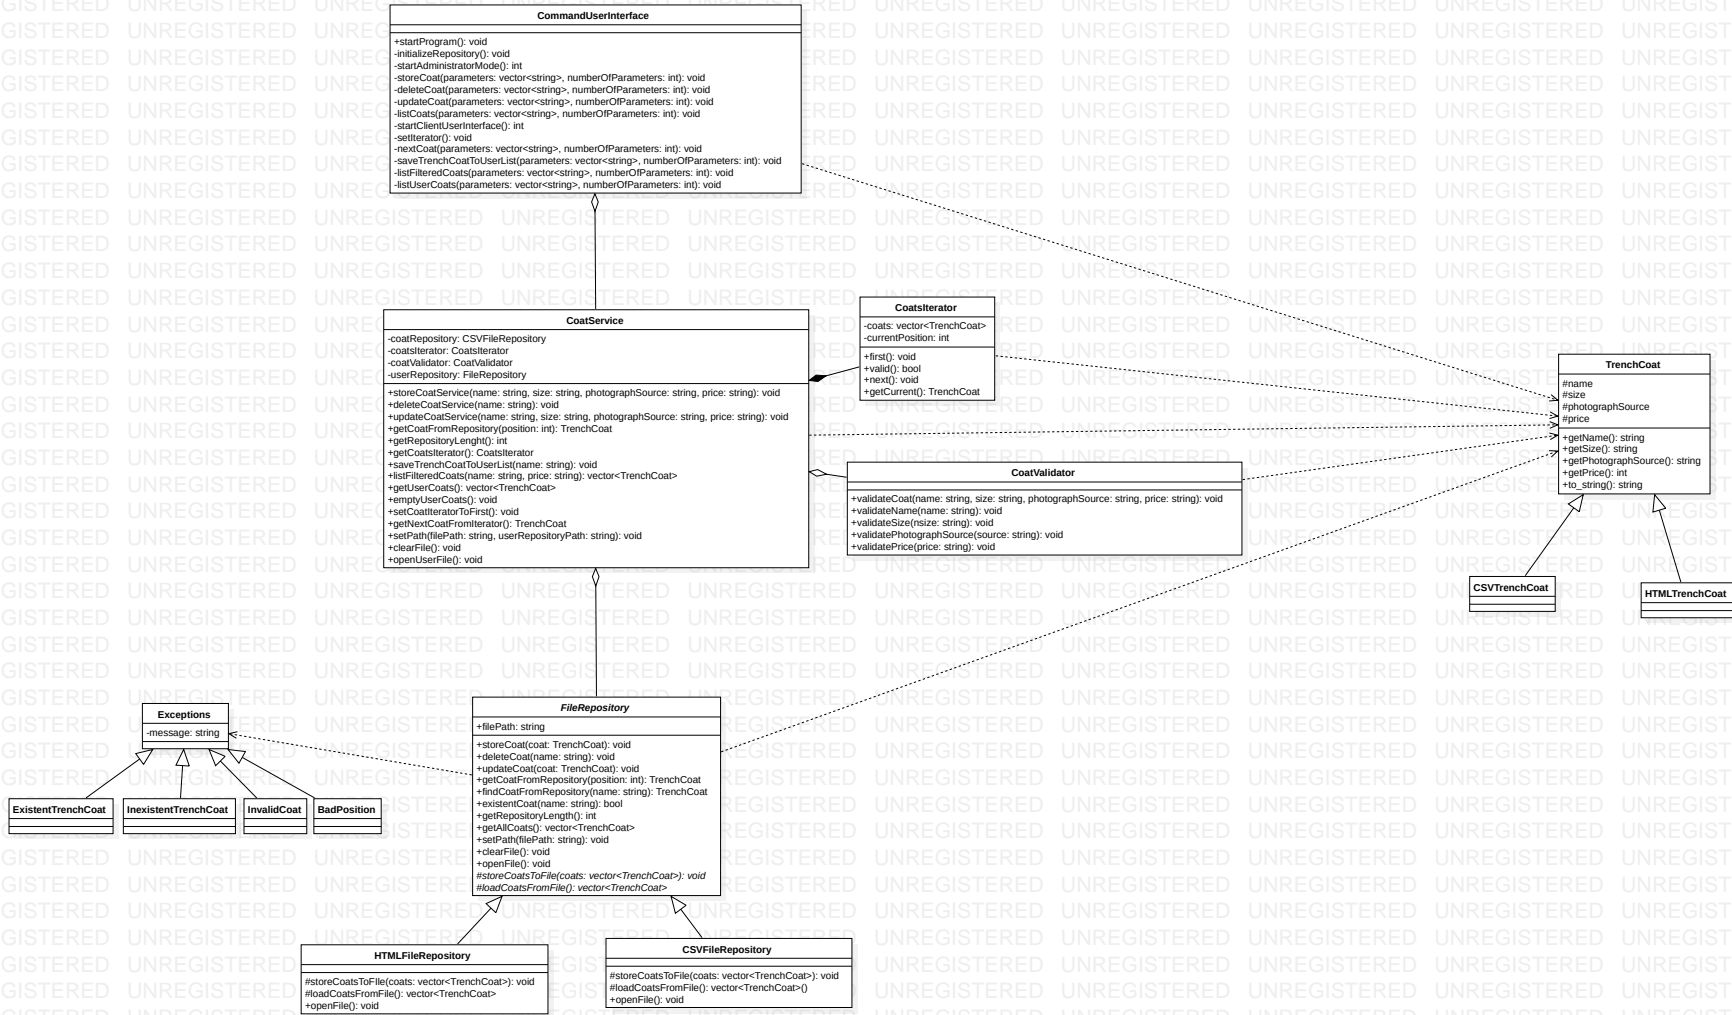 CommandUserInterface
+startProgram(): void
-initializeRepository(): void
-startAdministratorMode(): int
-storeCoat(parameters: vector<string>, numberOfParameters: int): void
-deleteCoat(parameters: vector<string>, numberOfParameters: int): void
-updateCoat(parameters: vector<string>, numberOfParameters: int): void
-listCoats(parameters: vector<string>, numberOfParameters: int): void
-startClientUserInterface(): int
-setIterator(): void
-nextCoat(parameters: vector<string>, numberOfParameters: int): void
-saveTrenchCoatToUserList(parameters: vector<string>, numberOfParameters: int): void
-listFilteredCoats(parameters: vector<string>, numberOfParameters: int): void
-listUserCoats(parameters: vector<string>, numberOfParameters: int): void
CoatService
-coatRepository: CSVFileRepository
-coatsIterator: CoatsIterator
-coatValidator: CoatValidator
-userRepository: FileRepository
+storeCoatService(name: string, size: string, photographSource: string, price: string): void
+deleteCoatService(name: string): void
+updateCoatService(name: string, size: string, photographSource: string, price: string): void
+getCoatFromRepository(position: int): TrenchCoat
+getRepositoryLenght(): int
+getCoatsIterator(): CoatsIterator
+saveTrenchCoatToUserList(name: string): void
+listFilteredCoats(name: string, price: string): vector<TrenchCoat>
+getUserCoats(): vector<TrenchCoat>
+emptyUserCoats(): void
+setCoatIteratorToFirst(): void
+getNextCoatFromIterator(): TrenchCoat
+setPath(filePath: string, userRepositoryPath: string): void
+clearFile(): void
+openUserFile(): void
CoatsIterator
-coats: vector<TrenchCoat>
-currentPosition: int
+first(): void
+valid(): bool
+next(): void
+getCurrent(): TrenchCoat
CoatValidator
+validateCoat(name: string, size: string, photographSource: string, price: string): void
+validateName(name: string): void
+validateSize(nsize: string): void
+validatePhotographSource(source: string): void
+validatePrice(price: string): void
TrenchCoat
#name
#size
#photographSource
#price
+getName(): string
+getSize(): string
+getPhotographSource(): string
+getPrice(): int
+to_string(): string
CSVTrenchCoat
HTMLTrenchCoat
Exceptions
-message: string
ExistentTrenchCoat
InexistentTrenchCoat
InvalidCoat
BadPosition
FileRepository
+filePath: string
+storeCoat(coat: TrenchCoat): void
+deleteCoat(name: string): void
+updateCoat(coat: TrenchCoat): void
+getCoatFromRepository(position: int): TrenchCoat
+findCoatFromRepository(name: string): TrenchCoat
+existentCoat(name: string): bool
+getRepositoryLength(): int
+getAllCoats(): vector<TrenchCoat>
+setPath(filePath: string): void
+clearFile(): void
+openFile(): void
#storeCoatsToFile(coats: vector<TrenchCoat>): void
#loadCoatsFromFile(): vector<TrenchCoat>
HTMLFileRepository
#storeCoatsToFIle(coats: vector<TrenchCoat>): void
#loadCoatsFromFile(): vector<TrenchCoat>
+openFile(): void
CSVFileRepository
#storeCoatsToFile(coats: vector<TrenchCoat>): void
#loadCoatsFromFile(): vector<TrenchCoat>()
+openFile(): void